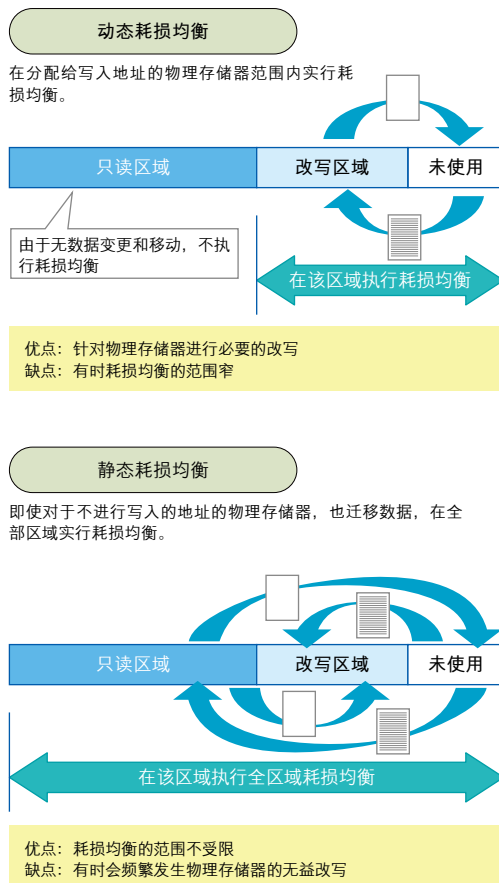 动态耗损均衡
在分配给写入地址的物理存储器范围内实行耗
损均衡。
只读区域
改写区域
未使用
由于无数据变更和移动，不执
行耗损均衡
在该区域执行耗损均衡
优点：针对物理存储器进行必要的改写
缺点：有时耗损均衡的范围窄
静态耗损均衡
即使对于不进行写入的地址的物理存储器，也迁移数据，在全
部区域实行耗损均衡。
只读区域
改写区域
未使用
在该区域执行全区域耗损均衡
优点：耗损均衡的范围不受限
缺点：有时会频繁发生物理存储器的无益改写